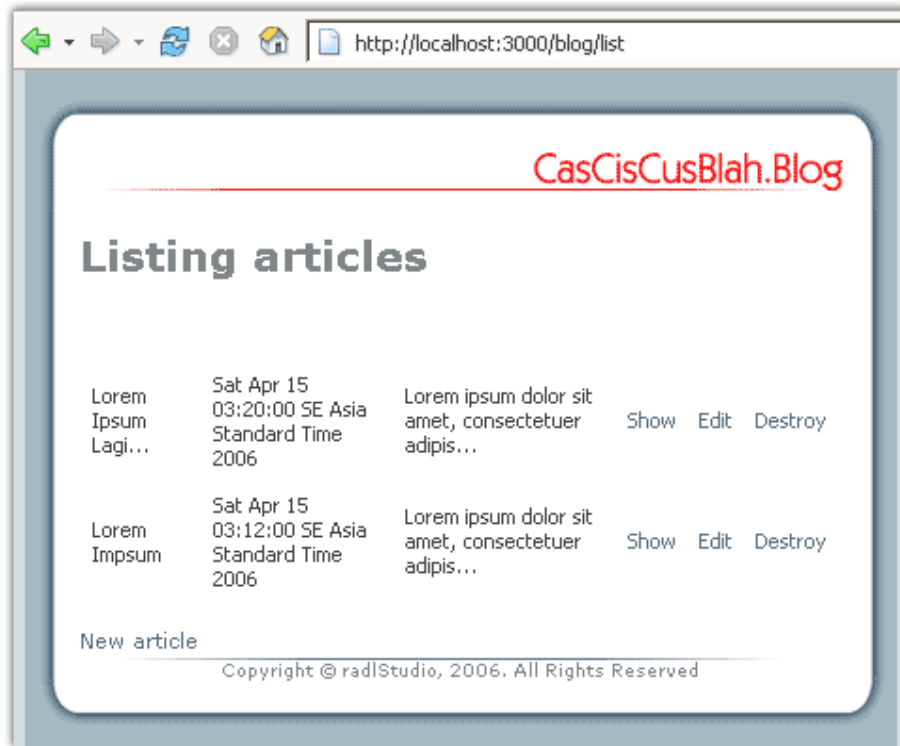 http://localhost:3000/blog/list
CasCisCusBlah.Blog
Listing articles
Lorem
Ipsum
Lagi...
Sat Apr 15
03:20:00 SE Asia
Standard Time
2006
Lorem ipsum dolor sit
amet, consectetuer
adipis...
Show Edit Destroy
Lorem
Impsum
Sat Apr 15
03:12:00 SE Asia
Standard Time
2006
Lorem ipsum dolor sit
amet, consectetuer
adipis...
Show Edit Destroy
New article
Copyright © radlStudio, 2006. All Rights Reserved